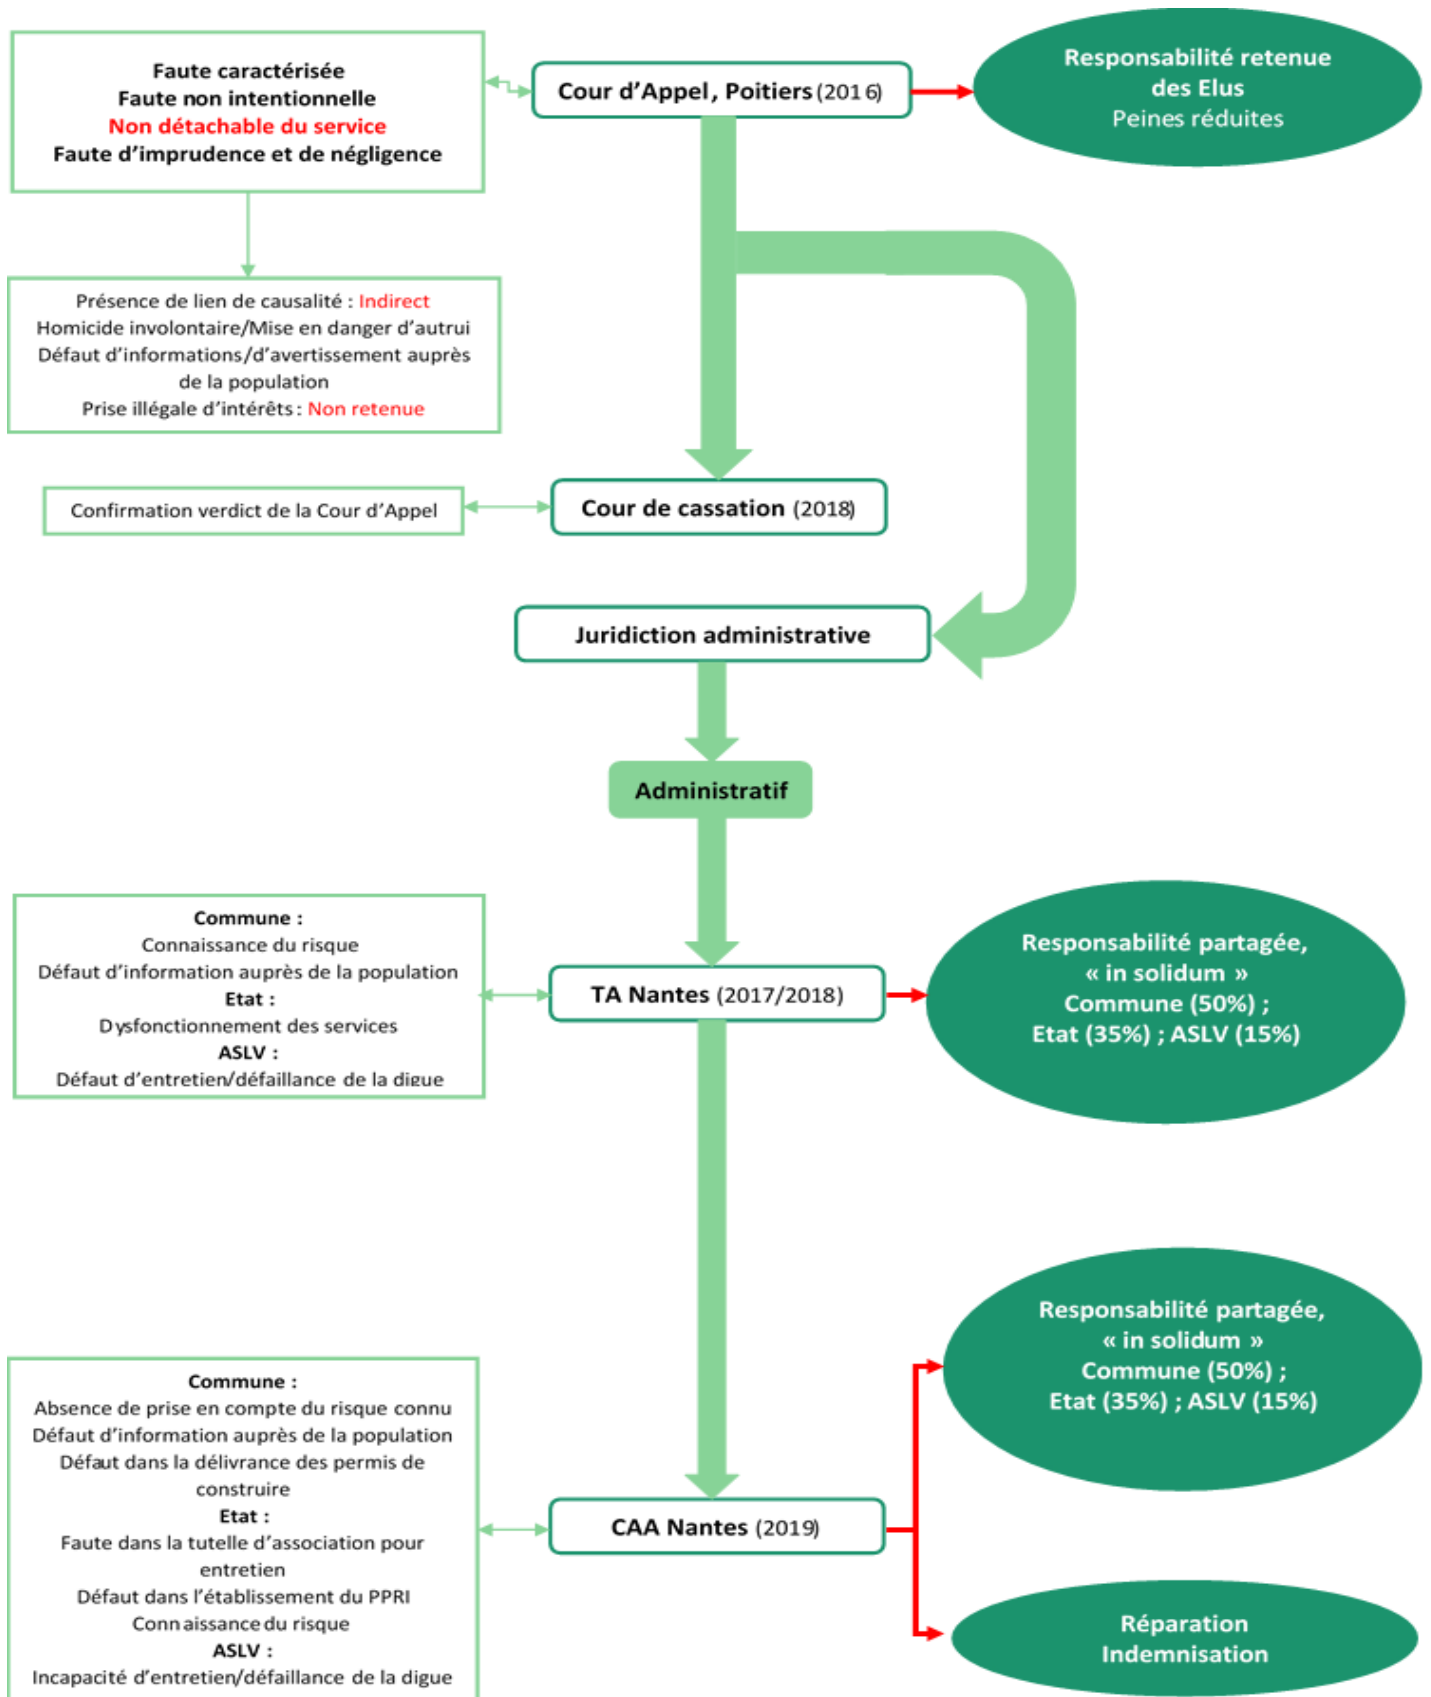 Faute caractérisée
Faute non intentionnelle
Non détachable du service
Faute d'imprudence et de négligence
Cour d'Appel, Poitiers (2016)
Responsabilité retenue
des Elus
Peines réduites
Présence de lien de causalité : Indirect
Homicide involontaire/Mise en danger d'autrui
Défaut d'informations/d'avertissement auprès
de la population
Prise illégale d'intérêts : Non retenue
Confirmation verdict de la Cour d'Appel
Cour de cassation (2018)
Juridiction administrative
Administratif
Commune :
Connaissance du risque
Défaut d'information auprès de la population
Etat :
Dysfonctionnement des services
ASLV :
Défaut d'entretien/défaillance de la digue
TA Nantes (2017/2018)
Responsabilité partagée,
« in solidum »
Commune (50%) ;
Etat (35%) ; ASLV (15%)
Commune :
Absence de prise en compte du risque connu
Défaut d'information auprès de la population
Défaut dans la délivrance des permis de
construire
Etat :
Faute dans la tutelle d'association pour
entretien
Défaut dans l'établissement du PPRI
Connaissance du risque
ASLV :
Incapacité d'entretien/défaillance de la digue
CAA Nantes (2019)
Responsabilité partagée,
« in solidum »
Commune (50%) ;
Etat (35%) ; ASLV (15%)
Réparation
Indemnisation